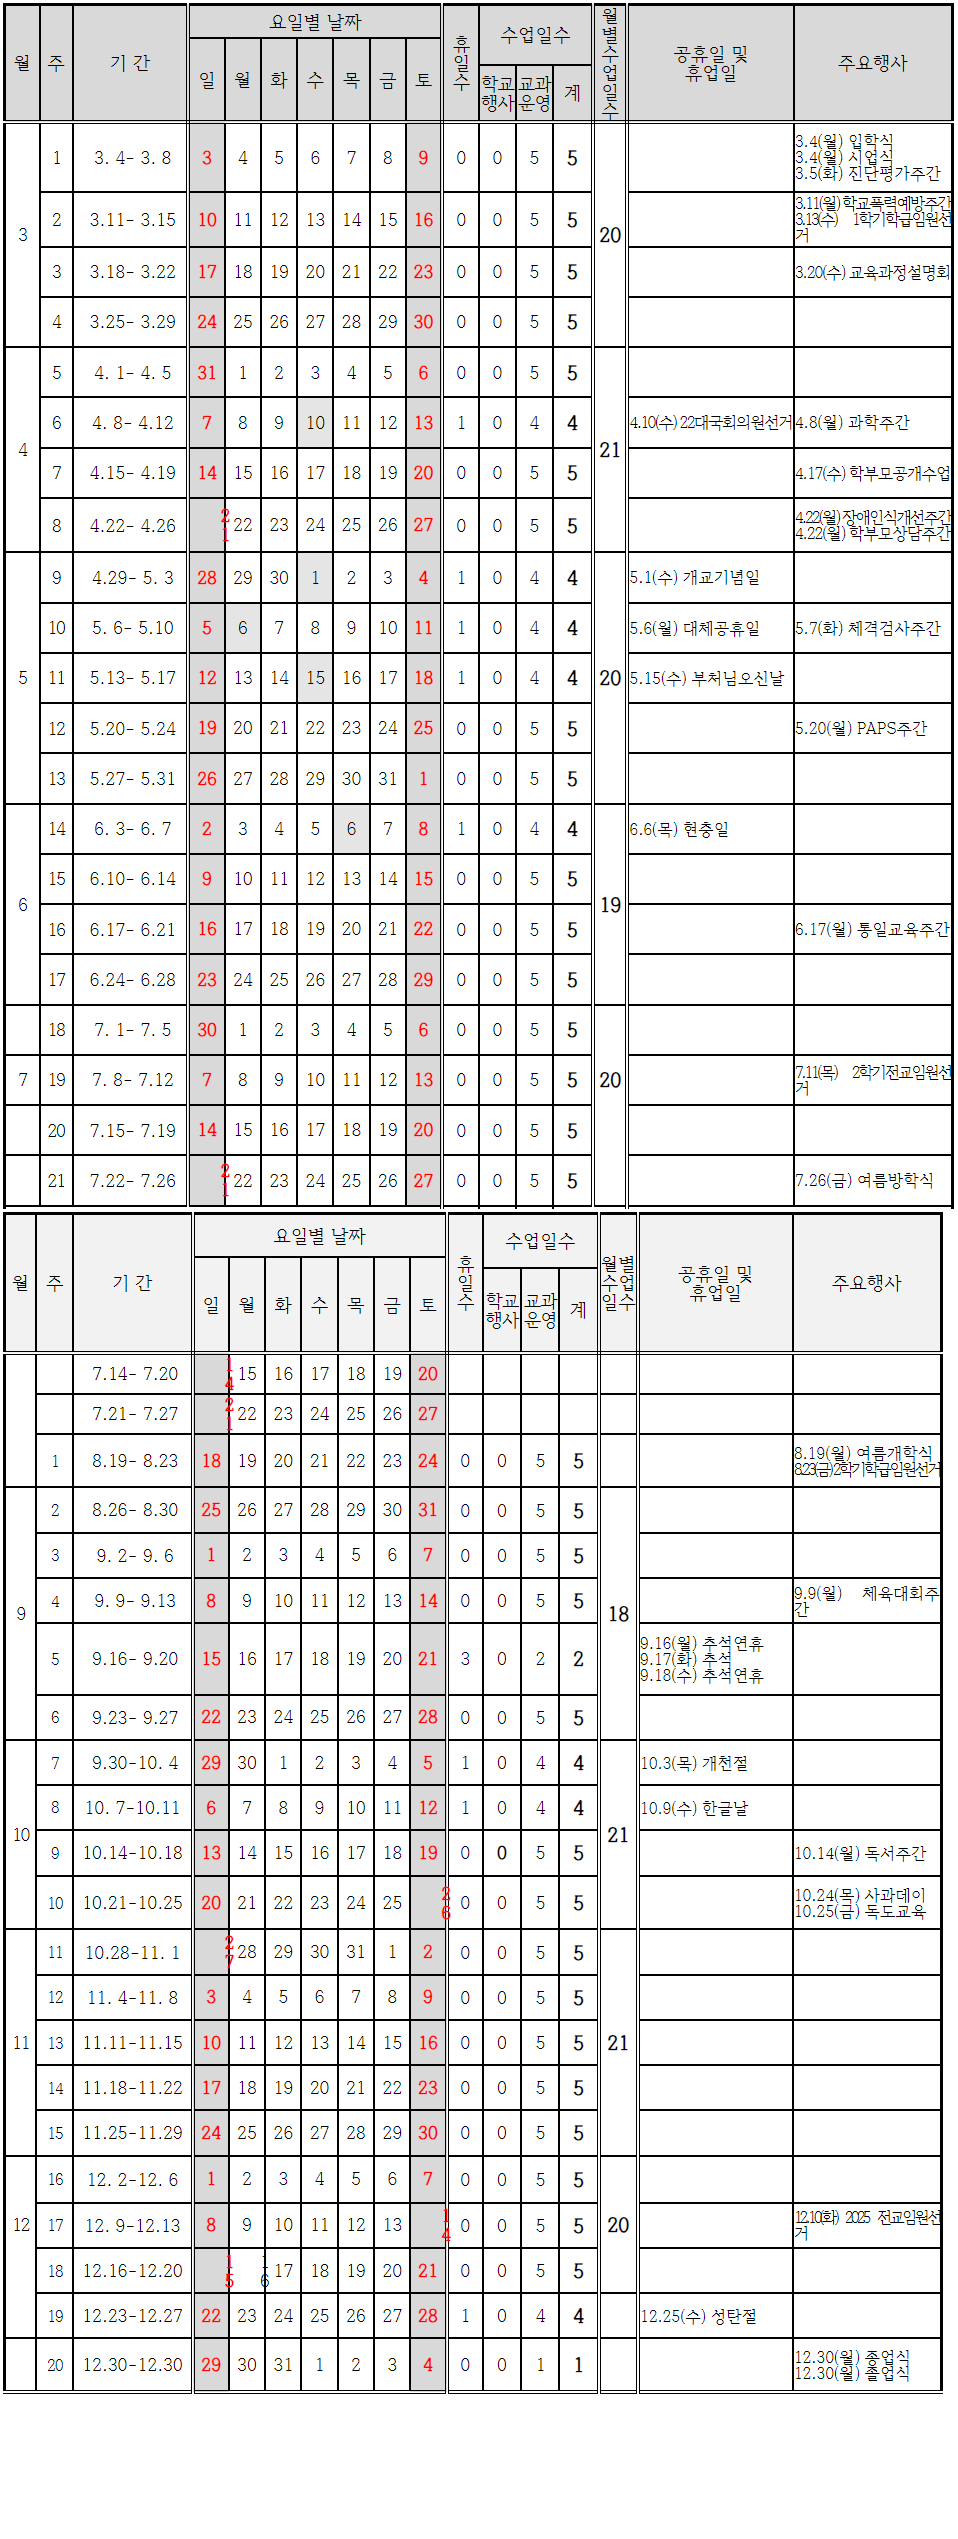 월 주 기 간 요일별 날짜 휴일수 수업일수 월별수업일수 공휴일 및 휴업일 주요행사
일 월 화 수 목 금 토 학교행사 교과운영 계
3 20
1 3. 4- 3. 8 3 4 5 6 7 8 9 0 0 5 5 3.4(월) 입학식
3.4(월) 시업식
3.5(화) 진단평가주간
2 3.11- 3.15 10 11 12 13 14 15 16 0 0 5 5 3.11(월)학교폭력예방주간
3.13(수) 1학기학급임원선
거
3 3.18- 3.22 17 18 19 20 21 22 23 0 0 5 5 3.20(수) 교육과정설명회
4 3.25- 3.29 24 25 26 27 28 29 30 0 0 5 5
4 21
5 4. 1- 4. 5 31 1 2 3 4 5 6 0 0 5 5
6 4. 8- 4.12 7 8 9 10 11 12 13 1 0 4 4 4.10(수) 22대국회의원선거 4.8(월) 과학주간
7 4.15- 4.19 14 15 16 17 18 19 20 0 0 5 5 4.17(수) 학부모공개수업
8 4.22- 4.26 21 22 23 24 25 26 27 0 0 5 5 4.22(월)장애인식개선주간
4.22(월) 학부모상담주간
5 20
9 4.29- 5. 3 28 29 30 1 2 3 4 1 0 4 4 5.1(수) 개교기념일
10 5. 6- 5.10 5 6 7 8 9 10 11 1 0 4 4 5.6(월) 대체공휴일 5.7(화) 체격검사주간
11 5.13- 5.17 12 13 14 15 16 17 18 1 0 4 4 5.15(수) 부처님오신날
12 5.20- 5.24 19 20 21 22 23 24 25 0 0 5 5 5.20(월) PAPS주간
13 5.27- 5.31 26 27 28 29 30 31 1 0 0 5 5
6 19
14 6. 3- 6. 7 2 3 4 5 6 7 8 1 0 4 4 6.6(목) 현충일
15 6.10- 6.14 9 10 11 12 13 14 15 0 0 5 5
16 6.17- 6.21 16 17 18 19 20 21 22 0 0 5 5 6.17(월) 통일교육주간
17 6.24- 6.28 23 24 25 26 27 28 29 0 0 5 5
18 7. 1- 7. 5 30 1 2 3 4 5 6 0 0 5 5
7 19 7. 8- 7.12 7 8 9 10 11 12 13 0 0 5 5 20 7.11(목) 2학기전교임원선
거
20 7.15- 7.19 14 15 16 17 18 19 20 0 0 5 5
21 7.22- 7.26 21 22 23 24 25 26 27 0 0 5 5 7.26(금) 여름방학식
월 주 기 간 요일별 날짜 휴일수 수업일수 월별수업일수 공휴일 및 휴업일 주요행사
일 월 화 수 목 금 토 학교행사 교과운영 계
7.14- 7.20 14 15 16 17 18 19 20
7.21- 7.27 21 22 23 24 25 26 27
1 8.19- 8.23 18 19 20 21 22 23 24 0 0 5 5 8.19(월) 여름개학식
8.23(금)2학기학급임원선거
9 18
2 8.26- 8.30 25 26 27 28 29 30 31 0 0 5 5
3 9. 2- 9. 6 1 2 3 4 5 6 7 0 0 5 5
4 9. 9- 9.13 8 9 10 11 12 13 14 0 0 5 5 9.9(월) 체육대회주
간
5 9.16- 9.20 15 16 17 18 19 20 21 3 0 2 2 9.16(월) 추석연휴
9.17(화) 추석
9.18(수) 추석연휴
6 9.23- 9.27 22 23 24 25 26 27 28 0 0 5 5
10 21
7 9.30-10. 4 29 30 1 2 3 4 5 1 0 4 4 10.3(목) 개천절
8 10. 7-10.11 6 7 8 9 10 11 12 1 0 4 4 10.9(수) 한글날
9 10.14-10.18 13 14 15 16 17 18 19 0 0 5 5 10.14(월) 독서주간
10 10.21-10.25 20 21 22 23 24 25 26 0 0 5 5 10.24(목) 사과데이
10.25(금) 독도교육
11 21
11 10.28-11. 1 27 28 29 30 31 1 2 0 0 5 5
12 11. 4-11. 8 3 4 5 6 7 8 9 0 0 5 5
13 11.11-11.15 10 11 12 13 14 15 16 0 0 5 5
14 11.18-11.22 17 18 19 20 21 22 23 0 0 5 5
15 11.25-11.29 24 25 26 27 28 29 30 0 0 5 5
12 20
16 12. 2-12. 6 1 2 3 4 5 6 7 0 0 5 5
17 12. 9-12.13 8 9 10 11 12 13 14 0 0 5 5 12.10(화) 2025 전교임원선
거
18 12.16-12.20 15 16 17 18 19 20 21 0 0 5 5
19 12.23-12.27 22 23 24 25 26 27 28 1 0 4 4 12.25(수) 성탄절
20 12.30-12.30 29 30 31 1 2 3 4 0 0 1 1 12.30(월) 종업식
12.30(월) 졸업식